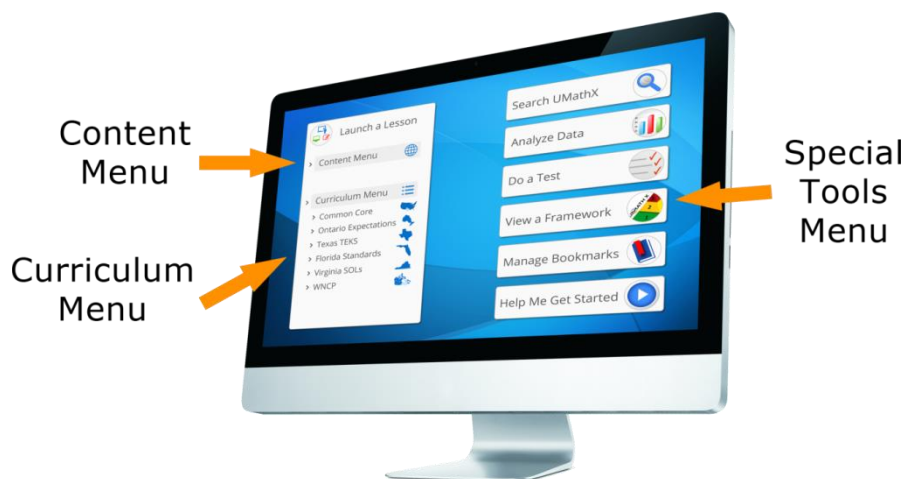 Content
Menu
Curriculum
Menu
Launch a Lesson
Content Menu
Curriculum Menu
Common Core
Ontario Expectations
Texas TEKS
Florida Standards
Virginia SOLs
WNCP
Search UMathX
Analyze Data
Do a Test
View a Framework
Manage Bookmarks
Help Me Get Started
Special
Tools
Menu